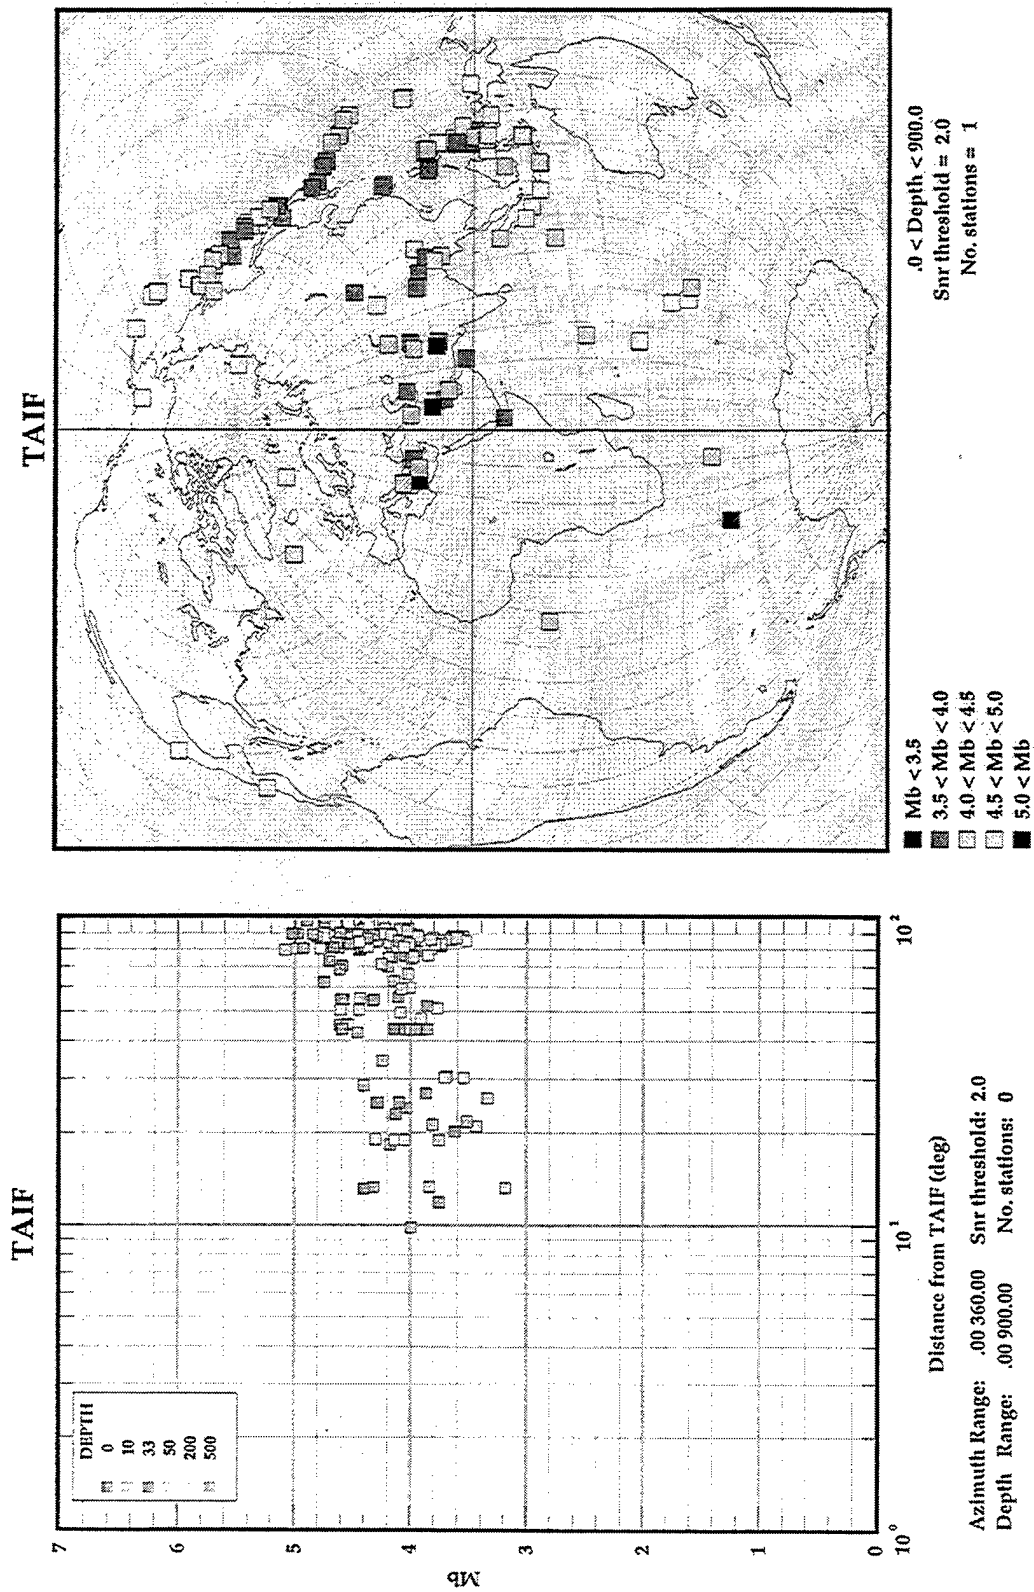 TAIF
7
6
5
4
3
2
1
0
Mb
DEPTH
0
10
33
50
200
500
10⁰
10¹
10²
Distance from TAIF (deg)
Azimuth Range: .00 360.00 Snr threshold: 2.0
Depth Range: .00 900.00 No. stations: 0
TAIF
Mb < 3.5
3.5 < Mb < 4.0
4.0 < Mb < 4.5
4.5 < Mb < 5.0
5.0 < Mb
.0 < Depth < 900.0
Snr threshold = 2.0
No. stations = 1